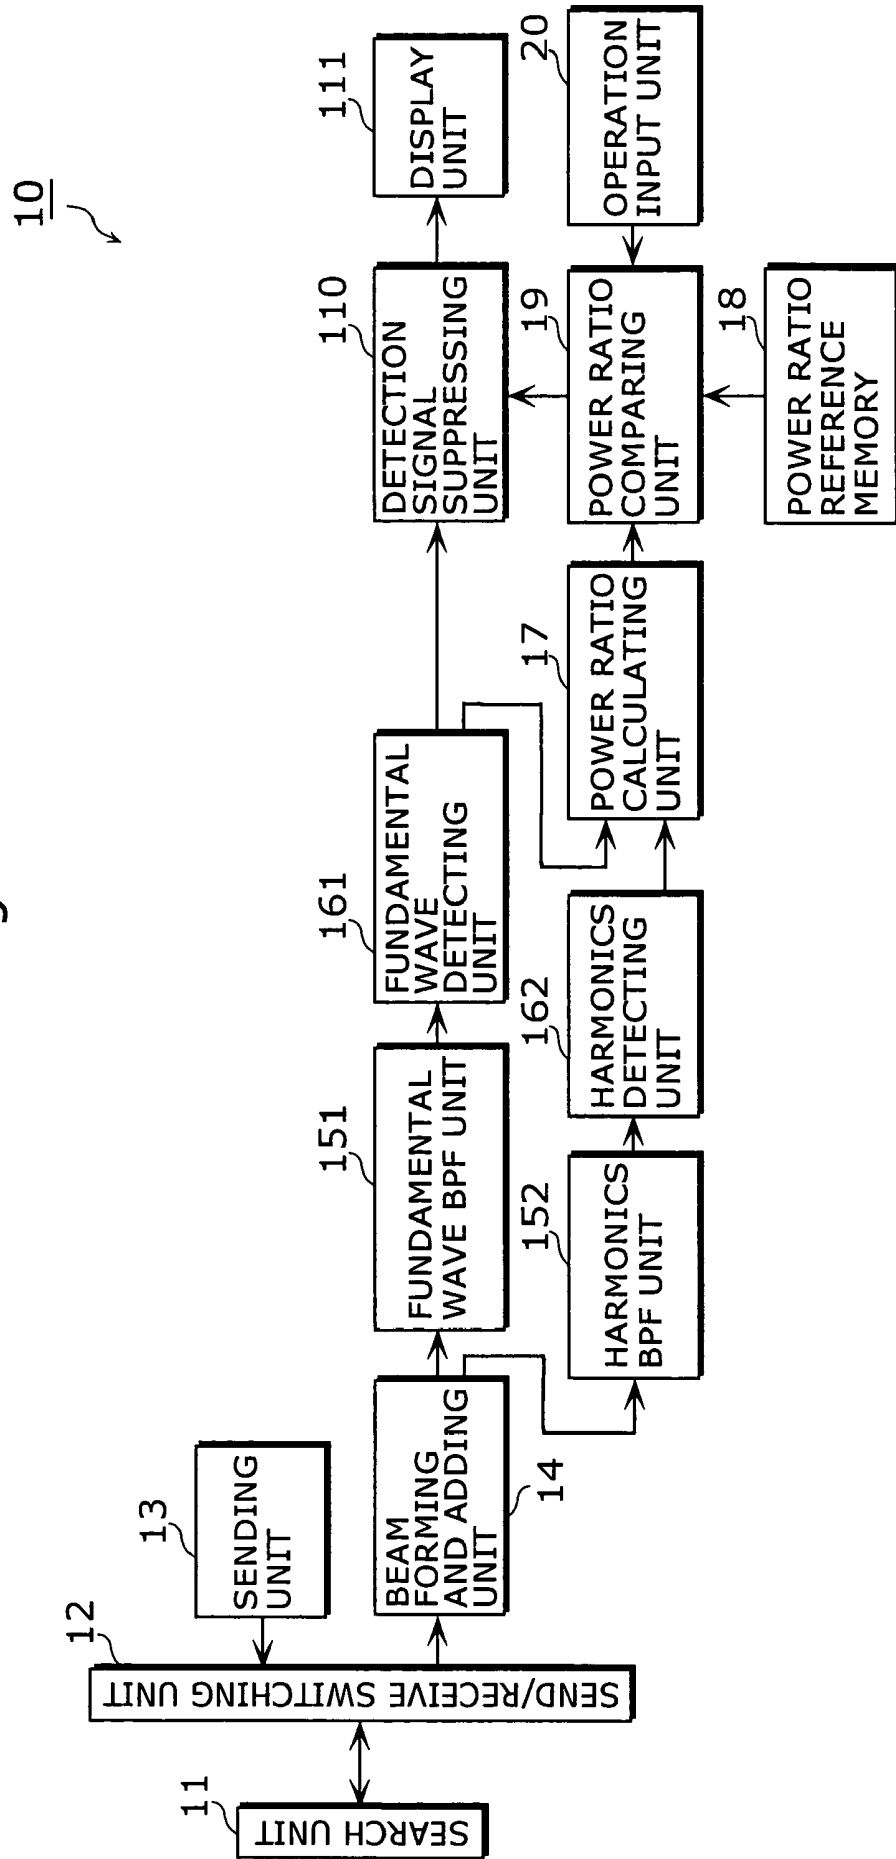 10
11
SEARCH UNIT
12
SEND/RECEIVE SWITCHING UNIT
13
SENDING
UNIT
BEAM
FORMING
AND ADDING
UNIT
14
151
FUNDAMENTAL
WAVE BPF UNIT
161
FUNDAMENTAL
WAVE
DETECTING
UNIT
110
DETECTION
SIGNAL
SUPPRESSING
UNIT
111
DISPLAY
UNIT
152
HARMONICS
BPF UNIT
162
HARMONICS
DETECTING
UNIT
17
POWER RATIO
CALCULATING
UNIT
19
POWER RATIO
COMPARING
UNIT
20
OPERATION
INPUT UNIT
18
POWER RATIO
REFERENCE
MEMORY